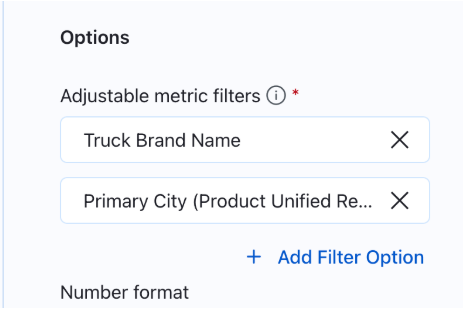 Options
Adjustable metric filters *
Truck Brand Name
Primary City (Product Unified Re...
+ Add Filter Option
Number format